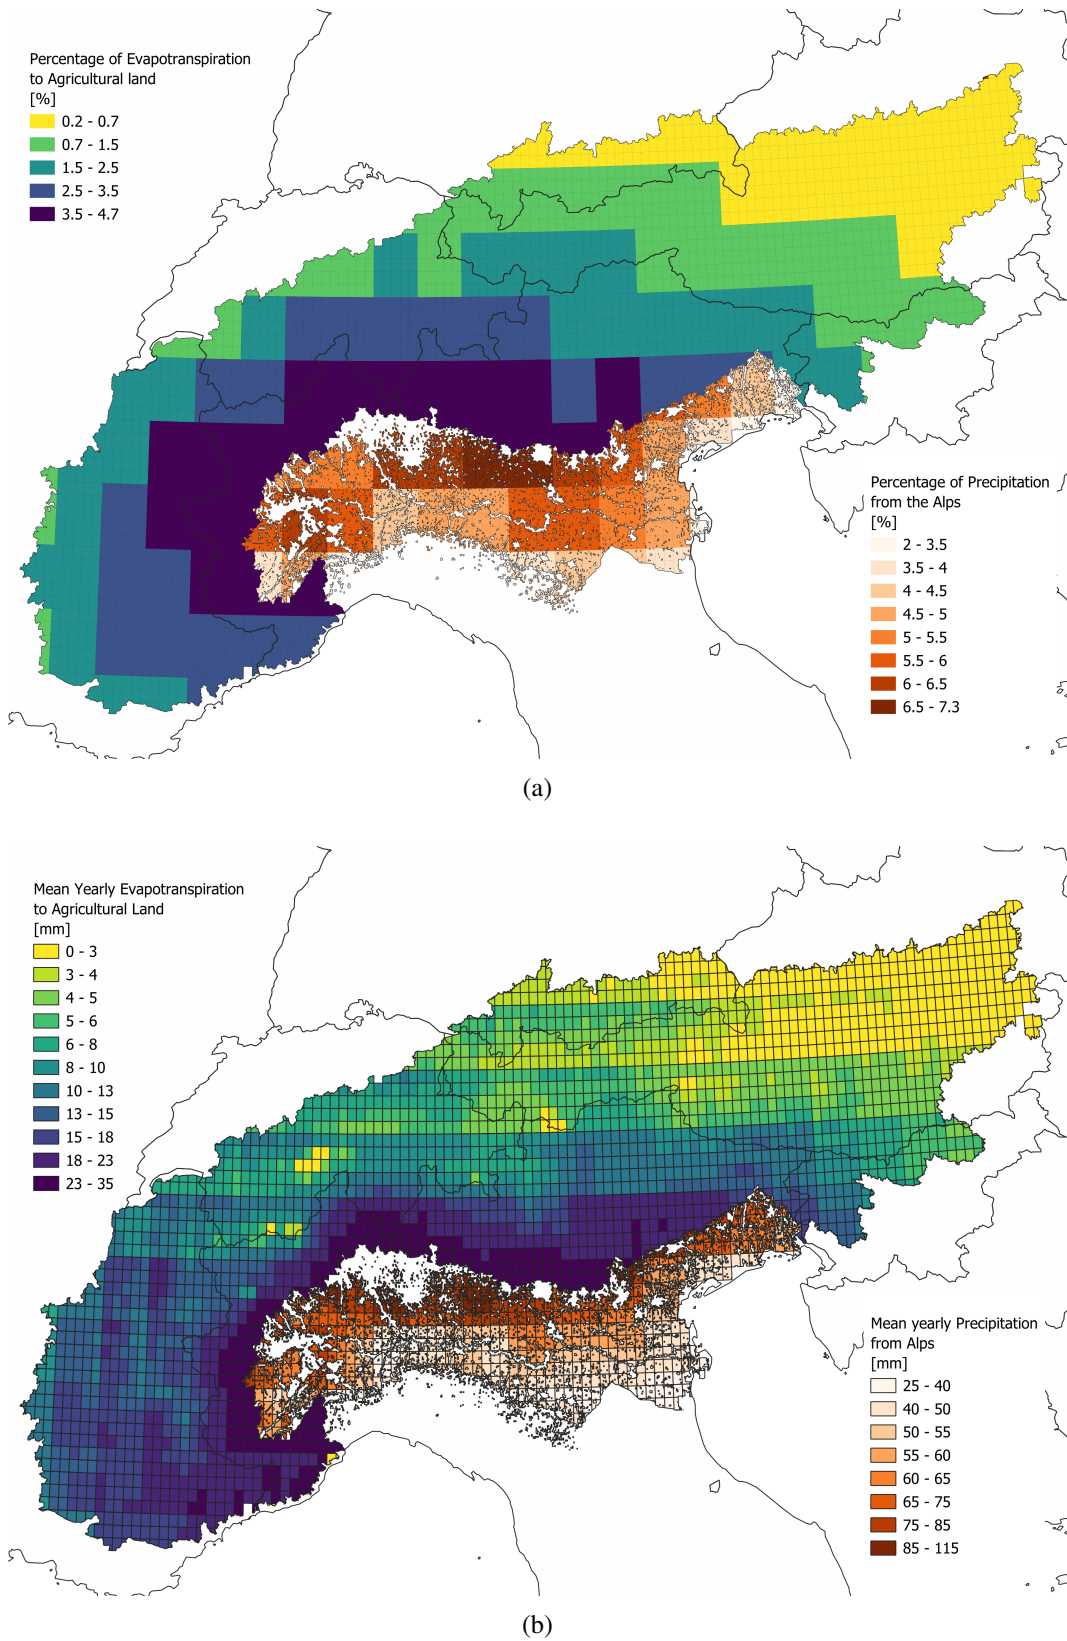 Percentage of Evapotranspiration
to Agricultural land
[%]
0.2 - 0.7
0.7 - 1.5
1.5 - 2.5
2.5 - 3.5
3.5 - 4.7
Percentage of Precipitation
from the Alps
[%]
2 - 3.5
3.5 - 4
4 - 4.5
4.5 - 5
5 - 5.5
5.5 - 6
6 - 6.5
6.5 - 7.3
(a)
Mean Yearly Evapotranspiration
to Agricultural Land
[mm]
0 - 3
3 - 4
4 - 5
5 - 6
6 - 8
8 - 10
10 - 13
13 - 15
15 - 18
18 - 23
23 - 35
Mean yearly Precipitation
from Alps
[mm]
25 - 40
40 - 50
50 - 55
55 - 60
60 - 65
65 - 75
75 - 85
85 - 115
(b)